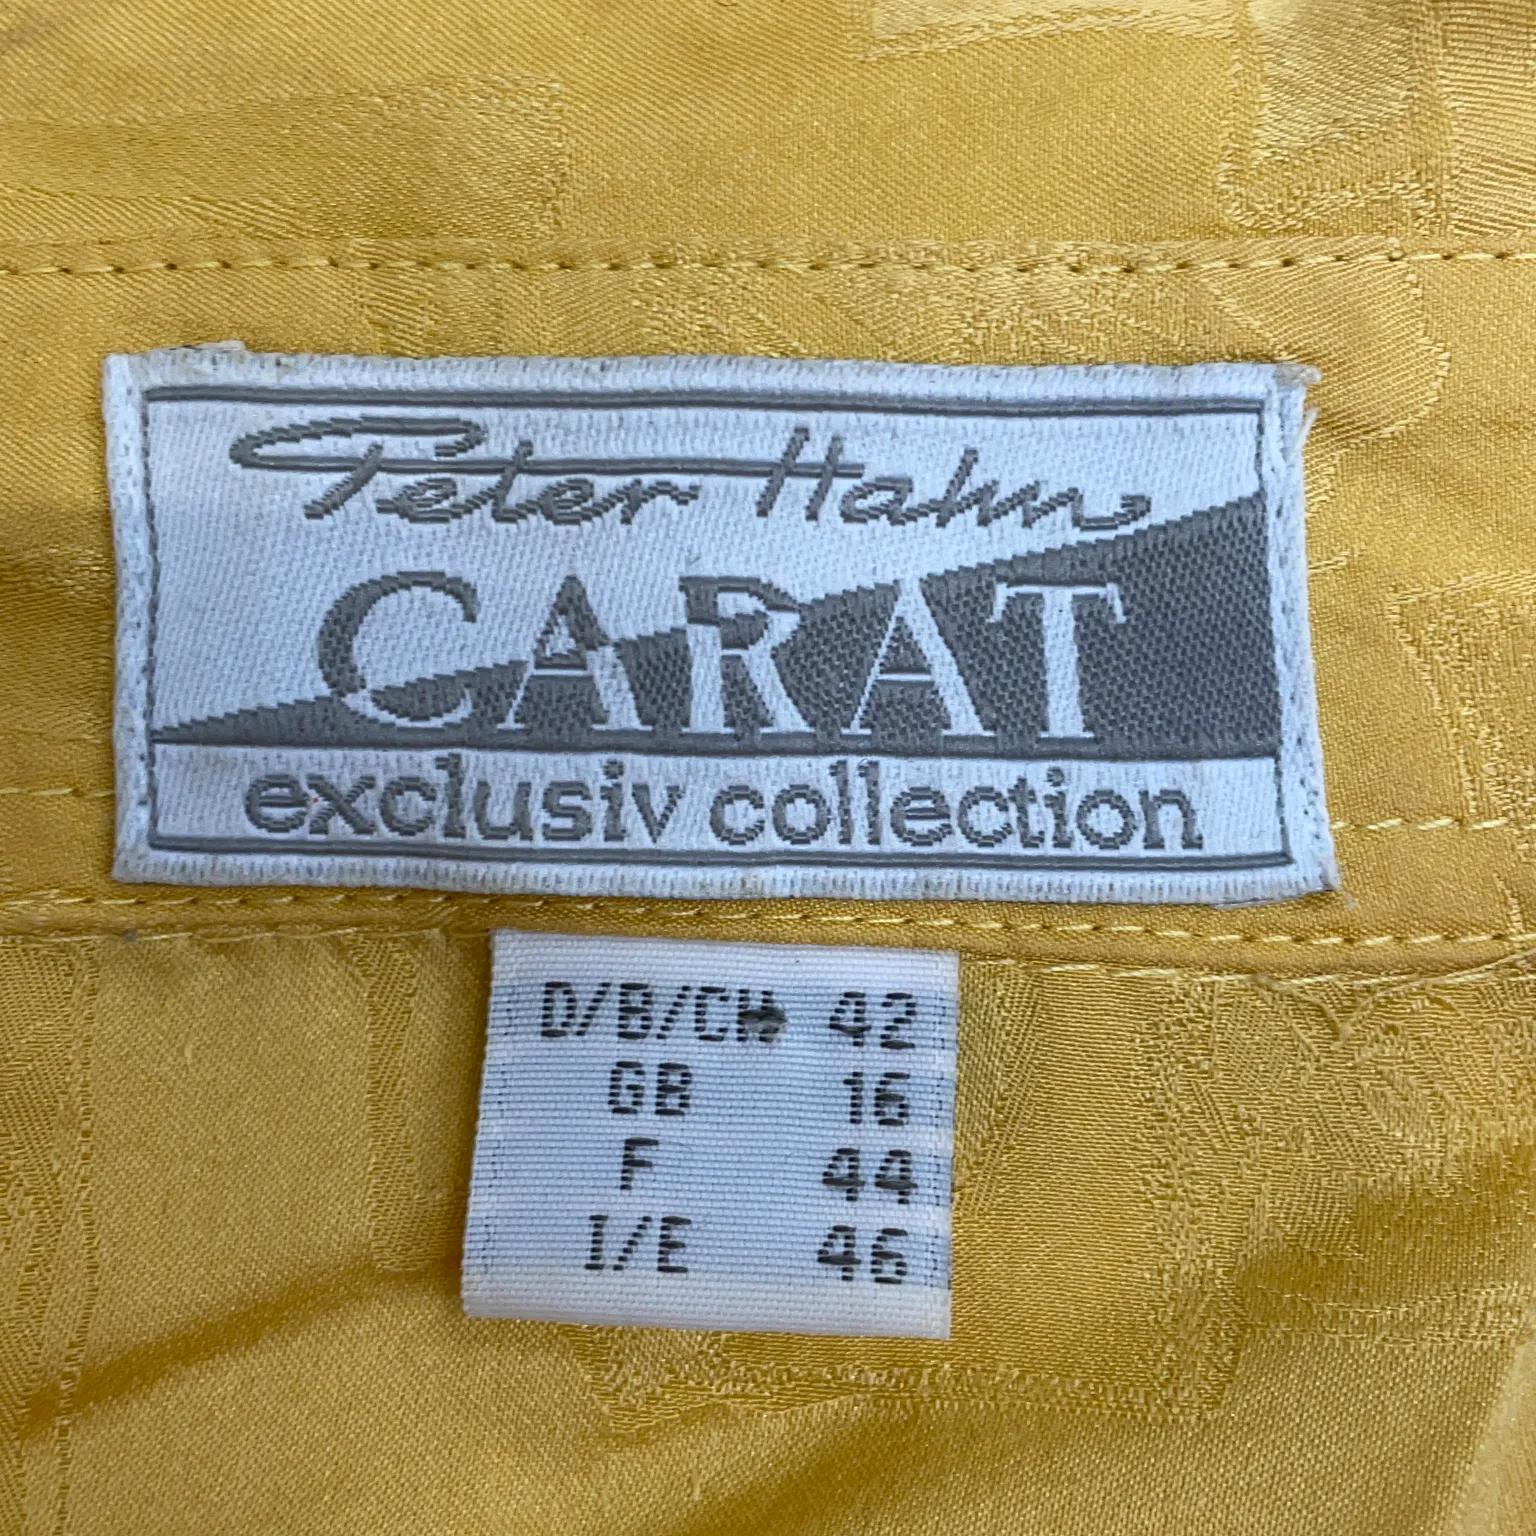 Peter Hahn
CARAT
exclusiv collection
D/B/CH 42
GB 16
F 44
I/E 46